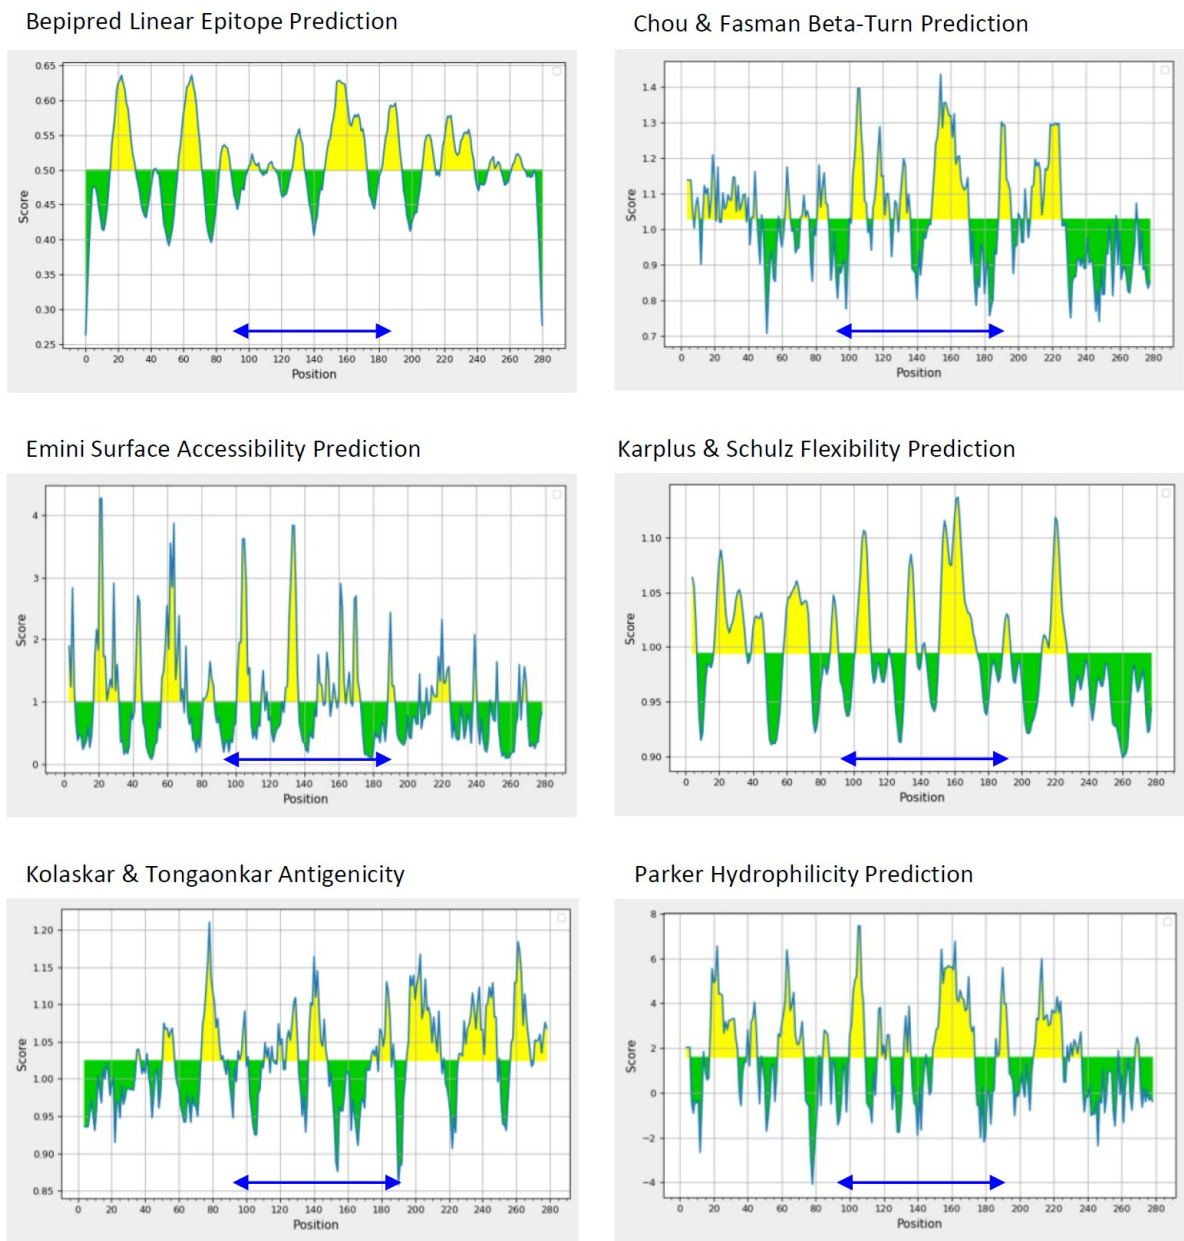 Bepipred Linear Epitope Prediction
0.65
0.60
0.55
0.50
0.45
0.40
0.35
0.30
0.25
Score
0 20 40 60 80 100 120 140 160 180 200 220 240 260 280
Position
Chou & Fasman Beta-Turn Prediction
1.4
1.3
1.2
1.1
1.0
0.9
0.8
0.7
Score
0 20 40 60 80 100 120 140 160 180 200 220 240 260 280
Position
Emini Surface Accessibility Prediction
4
3
2
1
0
Score
0 20 40 60 80 100 120 140 160 180 200 220 240 260 280
Position
Karplus & Schulz Flexibility Prediction
1.10
1.05
1.00
0.95
0.90
Score
0 20 40 60 80 100 120 140 160 180 200 220 240 260 280
Position
Kolaskar & Tongaonkar Antigenicity
1.20
1.15
1.10
1.05
1.00
0.95
0.90
0.85
Score
0 20 40 60 80 100 120 140 160 180 200 220 240 260 280
Position
Parker Hydrophilicity Prediction
8
6
4
2
0
−2
−4
Score
0 20 40 60 80 100 120 140 160 180 200 220 240 260 280
Position